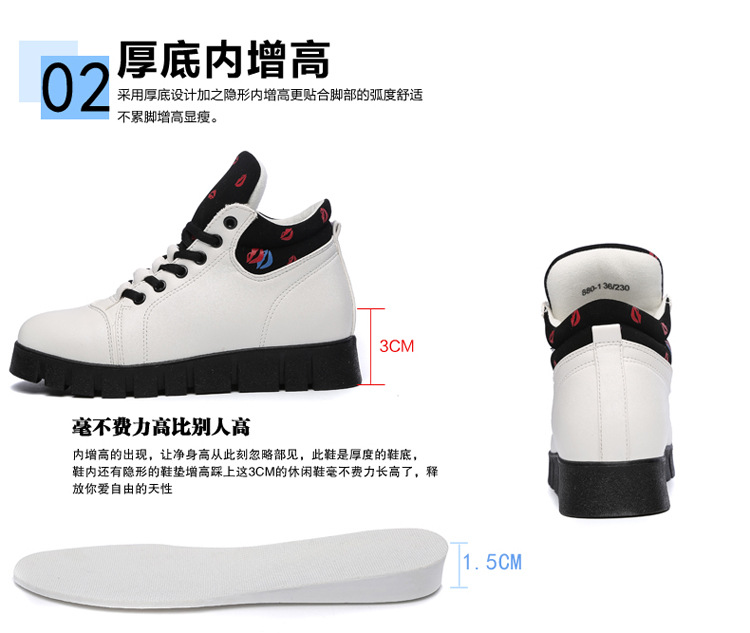 02
厚底内增高
采用厚底设计加之隐形内增高更贴合脚部的弧度舒适
不累脚增高显瘦。
880-1 36/230
3CM
毫不费力高比别人高
内增高的出现，让净身高从此刻忽略部见，此鞋是厚度的鞋底，
鞋内还有隐形的鞋垫增高踩上这3CM的休闲鞋毫不费力长高了，释
放你爱自由的天性
1.5CM